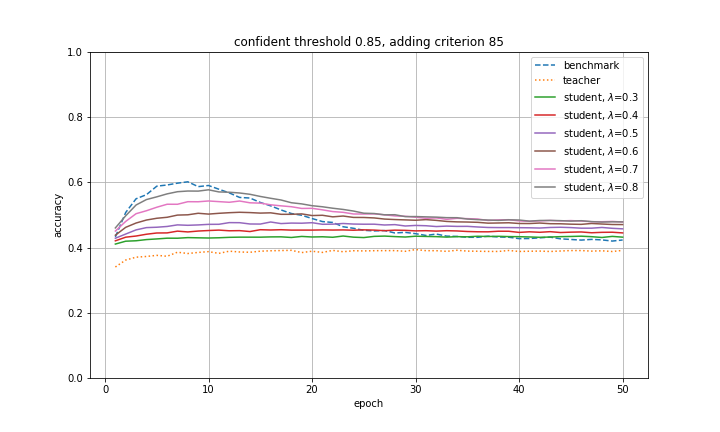 confident threshold 0.85, adding criterion 85
1.0
0.8
0.6
0.4
0.2
0.0
accuracy
benchmark
teacher
student, λ=0.3
student, λ=0.4
student, λ=0.5
student, λ=0.6
student, λ=0.7
student, λ=0.8
0 10 20 30 40 50
epoch